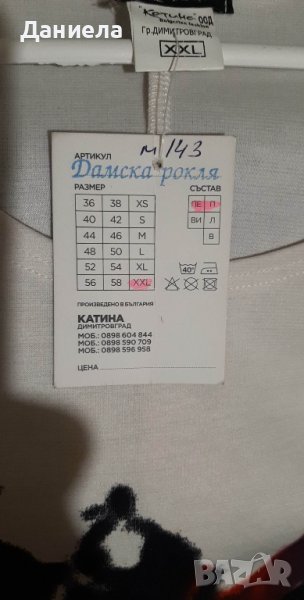 Даниела
"Катина" ООД
Гр.ДИМИТРОВГРАД
XXL
м 143
АРТИКУЛ
Дамска рокля
РАЗМЕР СЪСТАВ
36 38 XS ПЕ П
40 42 S ВИ Л
44 46 M В
48 50 L
52 54 XL
56 58 XXL
40°
ПРОИЗВЕДЕНО В БЪЛГАРИЯ
КАТИНА
ДИМИТРОВГРАД
МОБ.: 0898 604 844
МОБ.: 0898 590 709
МОБ.: 0898 596 958
ЦЕНА
BAZAR